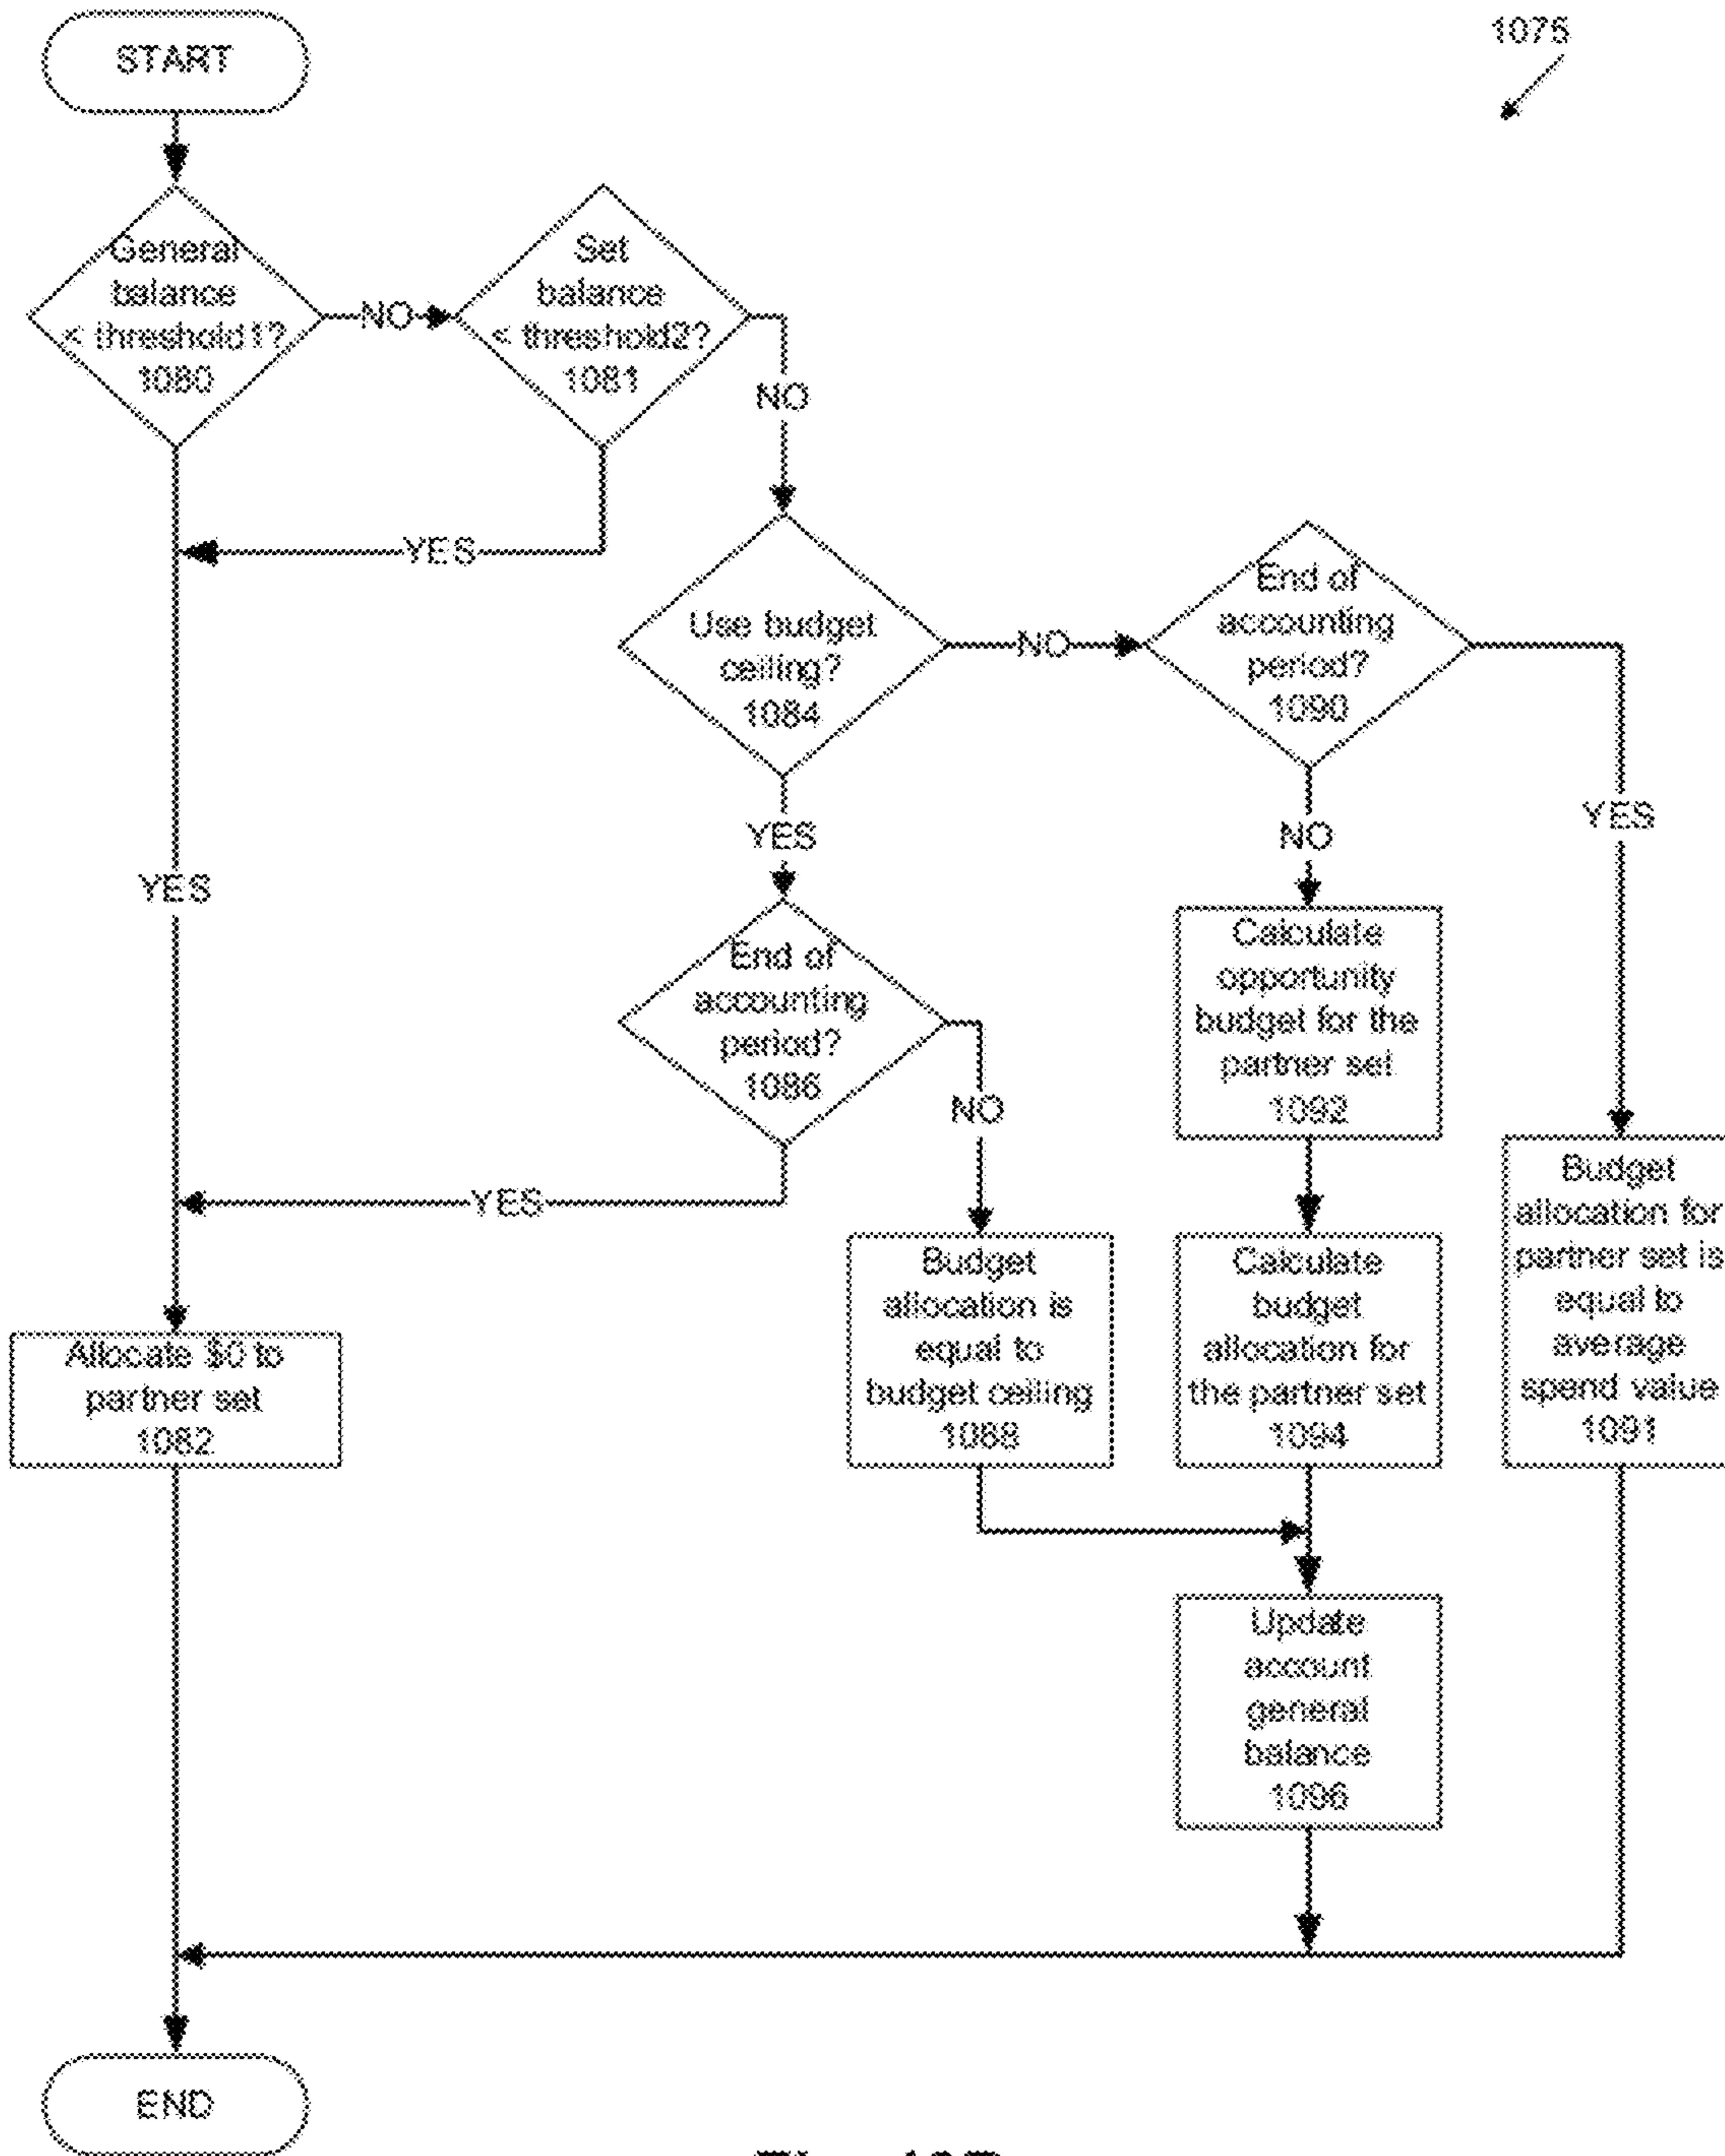 1075
START
General
balance
< threshold1?
1080
NO
Set
balance
< threshold2?
1081
NO
YES
Use budget
ceiling?
1084
NO
End of
accounting
period?
1090
YES
YES
NO
YES
End of
accounting
period?
1086
NO
Calculate
opportunity
budget for the
partner set
1092
YES
Budget
allocation for
partner set is
equal to
average
spend value
1091
Budget
allocation is
equal to
budget ceiling
1088
Calculate
budget
allocation for
the partner set
1094
Allocate $0 to
partner set
1082
Update
account
general
balance
1096
END